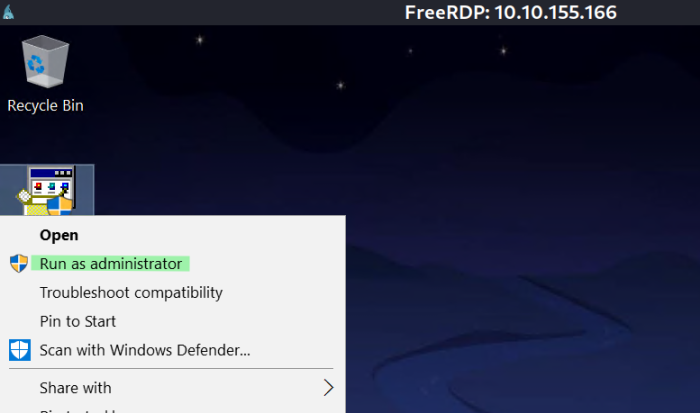 FreeRDP: 10.10.155.166
Recycle Bin
Open
Run as administrator
Troubleshoot compatibility
Pin to Start
Scan with Windows Defender...
Share with